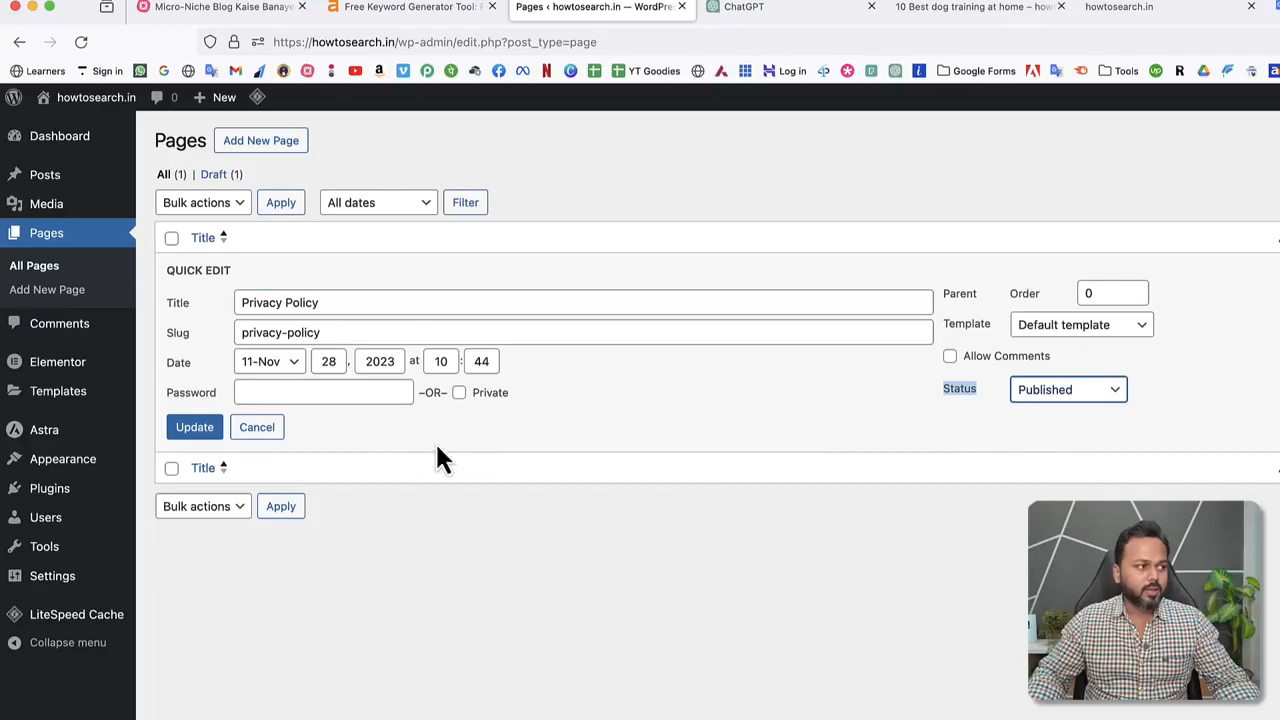 Micro-Niche Blog Kaise Banaye
Free Keyword Generator Tool: F
Pages ‹ howtosearch.in — WordPre
ChatGPT
10 Best dog training at home – how
howtosearch.in
https://howtosearch.in/wp-admin/edit.php?post_type=page
Learners
Sign in
YT Goodies
Log in
Google Forms
Tools
howtosearch.in
0
New
Dashboard
Posts
Media
Pages
All Pages
Add New Page
Comments
Elementor
Templates
Astra
Appearance
Plugins
Users
Tools
Settings
LiteSpeed Cache
Collapse menu
Pages Add New Page
All (1) | Draft (1)
Bulk actions Apply All dates Filter
Title
QUICK EDIT
Title Privacy Policy
Slug privacy-policy
Date 11-Nov 28, 2023 at 10:44
Password –OR– Private
Update Cancel
Parent Order 0
Template Default template
Allow Comments
Status Published
Title
Bulk actions Apply